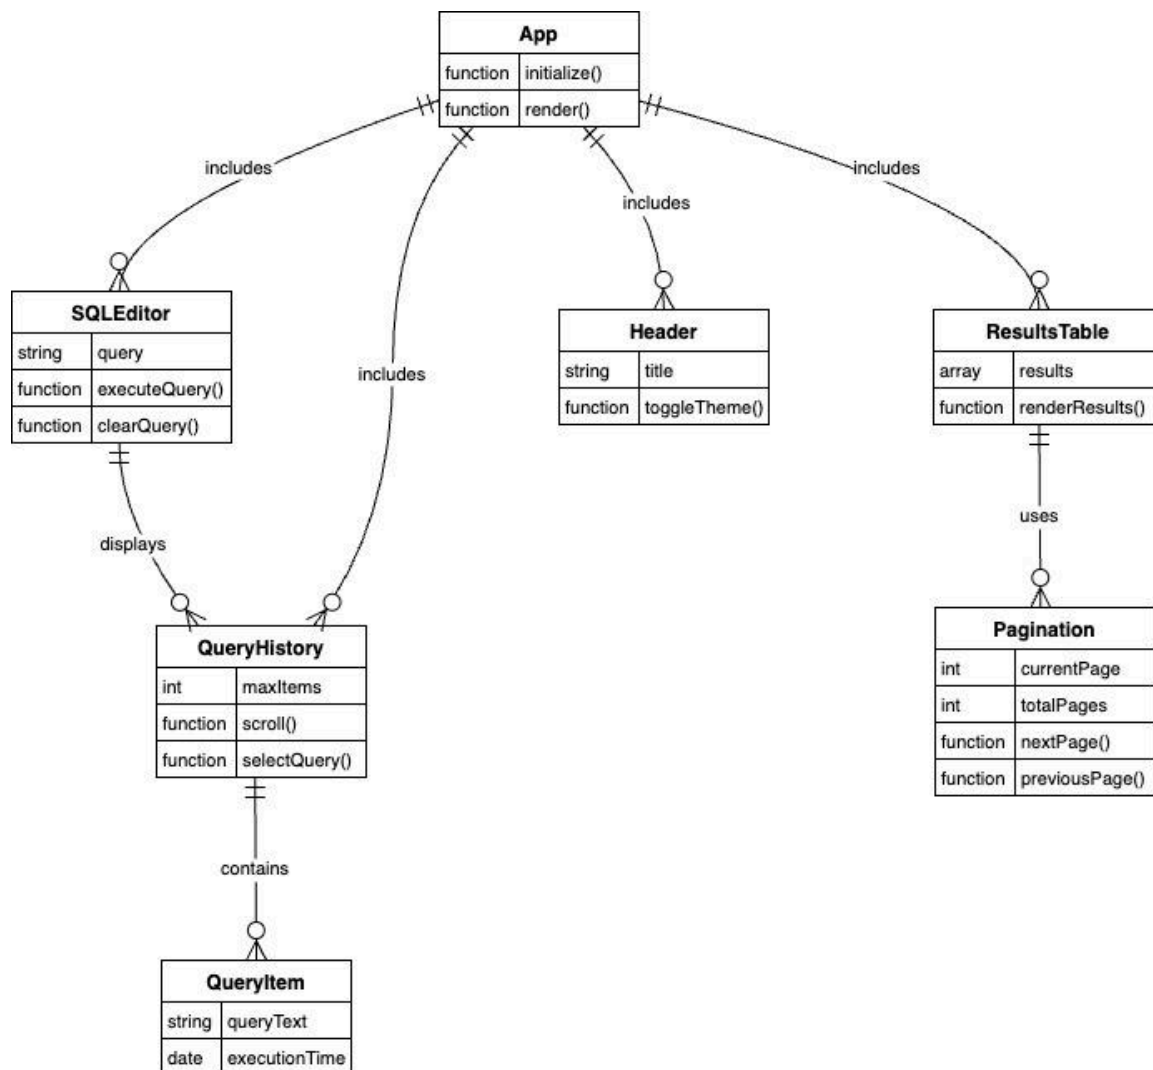 App
function initialize()
function render()
includes
includes
includes
includes
SQLEditor
string query
function executeQuery()
function clearQuery()
Header
string title
function toggleTheme()
ResultsTable
array results
function renderResults()
displays
uses
QueryHistory
int maxItems
function scroll()
function selectQuery()
Pagination
int currentPage
int totalPages
function nextPage()
function previousPage()
contains
QueryItem
string queryText
date executionTime